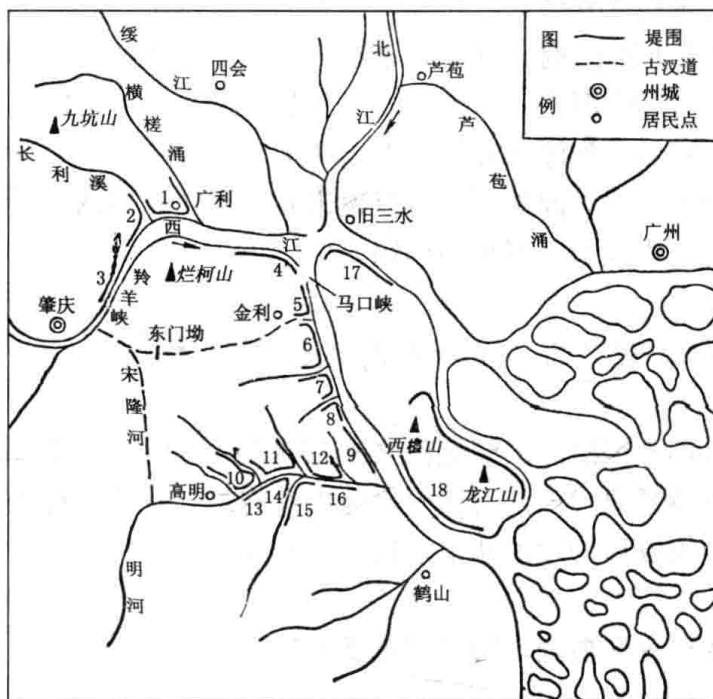 图例
堤围
古汊道
州城
居民点
绥江
四会
北江
芦苞
九坑山
横槎涌
长利溪
芦苞涌
1
广利
2
西江
旧三水
广州
3
烂柯山
4
17
羚羊峡
肇庆
金利
5
马口峡
东门坳
6
宋隆河
7
8
西樵山
11
12
9
10
高明
14
13
15
16
18
龙江山
明河
鹤山